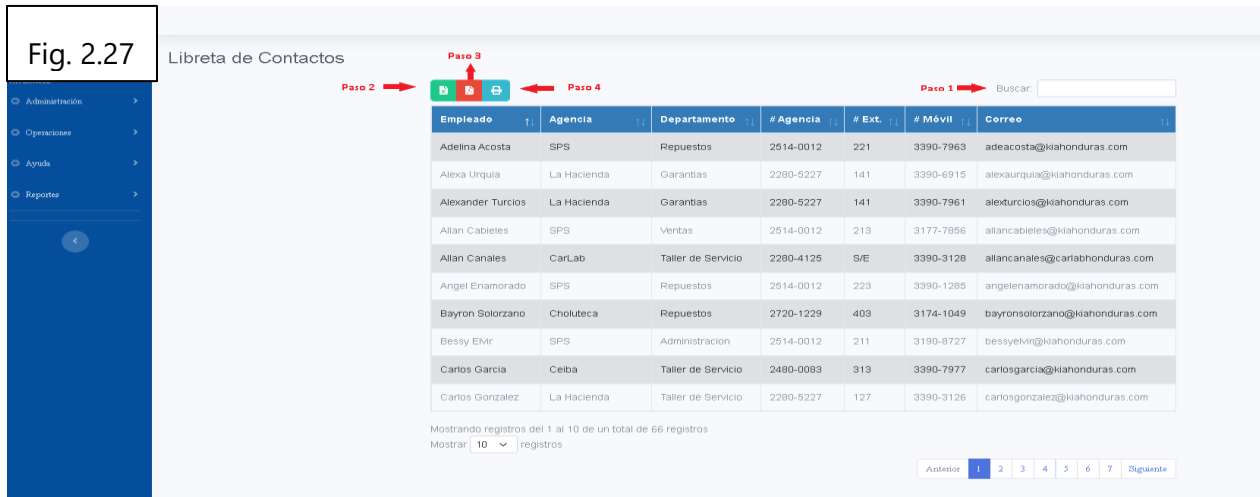 Fig. 2.27
Libreta de Contactos
Paso 3
Paso 2
Paso 4
Paso 1
Buscar:
Administración
Operaciones
Ayuda
Reportes
Empleado Agencia Departamento # Agencia # Ext. # Móvil Correo
Adelina Acosta SPS Repuestos 2514-0012 221 3390-7963 adeacosta@kiahonduras.com
Alexa Urquia La Hacienda Garantias 2280-5227 141 3390-6915 alexaurquia@kiahonduras.com
Alexander Turcios La Hacienda Garantias 2280-5227 141 3390-7961 alexturcios@kiahonduras.com
Allan Cabieles SPS Ventas 2514-0012 213 3177-7856 allancabieles@kiahonduras.com
Allan Canales CarLab Taller de Servicio 2280-4125 S/E 3390-3128 allancanales@carlabhonduras.com
Angel Enamorado SPS Repuestos 2514-0012 223 3390-1285 angelenamorado@kiahonduras.com
Bayron Solorzano Choluteca Repuestos 2720-1229 403 3174-1049 bayronsolorzano@kiahonduras.com
Bessy Elvir SPS Administracion 2514-0012 211 3190-8727 bessyelvir@kiahonduras.com
Carlos Garcia Ceiba Taller de Servicio 2480-0083 313 3390-7977 carlosgarcia@kiahonduras.com
Carlos Gonzalez La Hacienda Taller de Servicio 2280-5227 127 3390-3126 carlosgonzalez@kiahonduras.com
Mostrando registros del 1 al 10 de un total de 66 registros
Mostrar 10 registros
Anterior 1 2 3 4 5 6 7 Siguiente